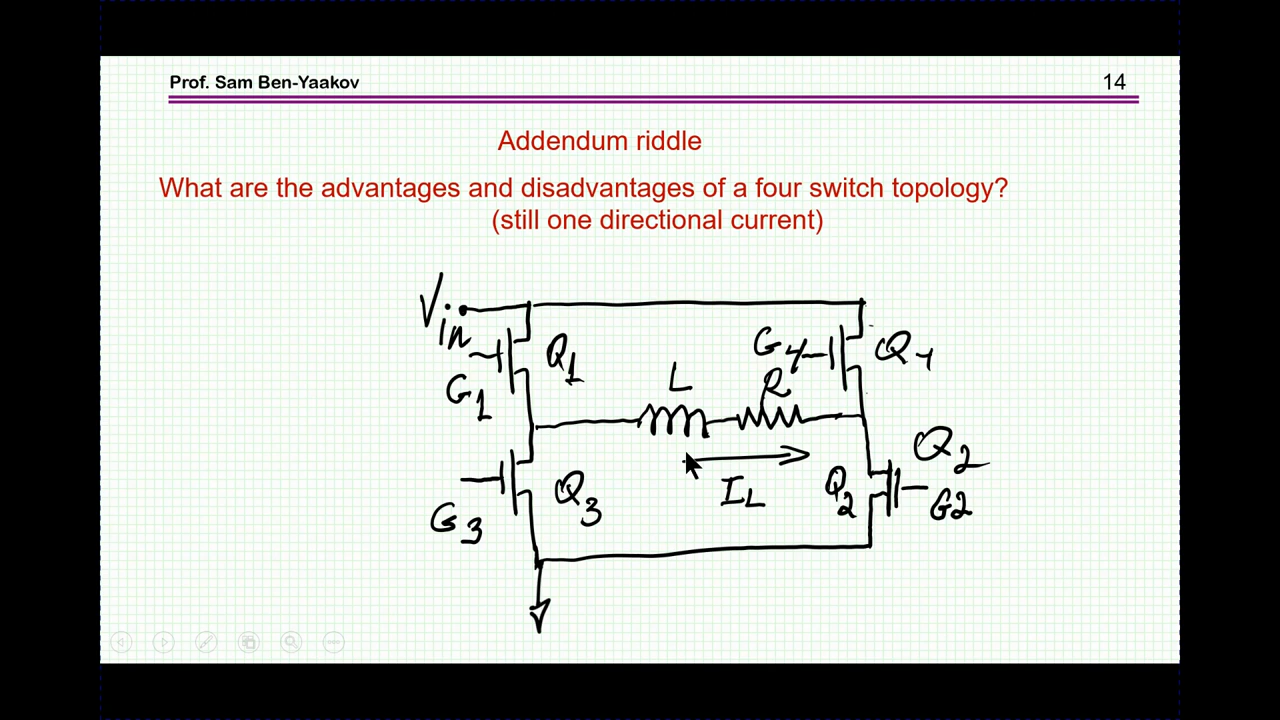 Prof. Sam Ben-Yaakov
14
Addendum riddle
What are the advantages and disadvantages of a four switch topology?
(still one directional current)
Vin
G1
Q1
L
R
G4
Q4
G3
Q3
IL
Q2
Q2
G2